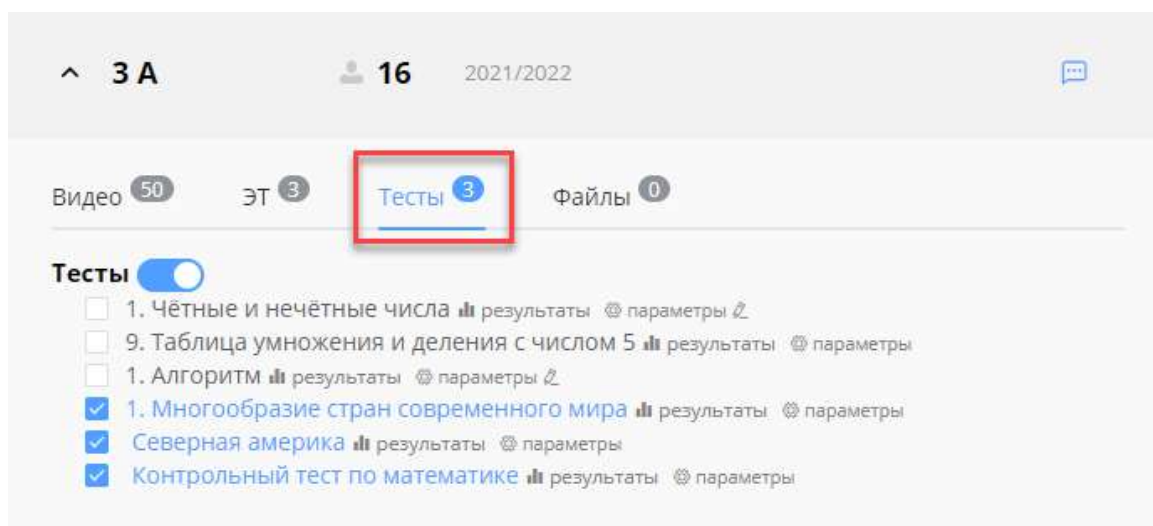 3 А 16 2021/2022
Видео 50 ЭТ 3 Тесты 3 Файлы 0
Тесты
1. Чётные и нечётные числа результаты параметры
9. Таблица умножения и деления с числом 5 результаты параметры
1. Алгоритм результаты параметры
1. Многообразие стран современного мира результаты параметры
Северная америка результаты параметры
Контрольный тест по математике результаты параметры